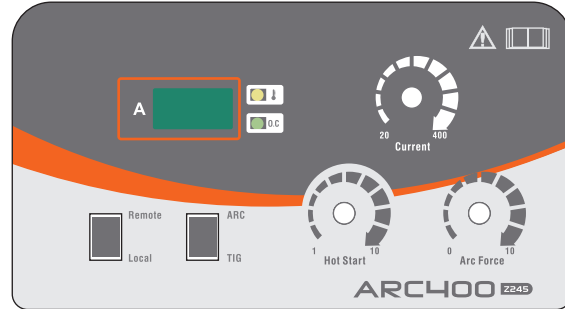 A
O.C
20 400
Current
Remote
Local
ARC
TIG
1 10
Hot Start
0 10
Arc Force
ARC400 Z245